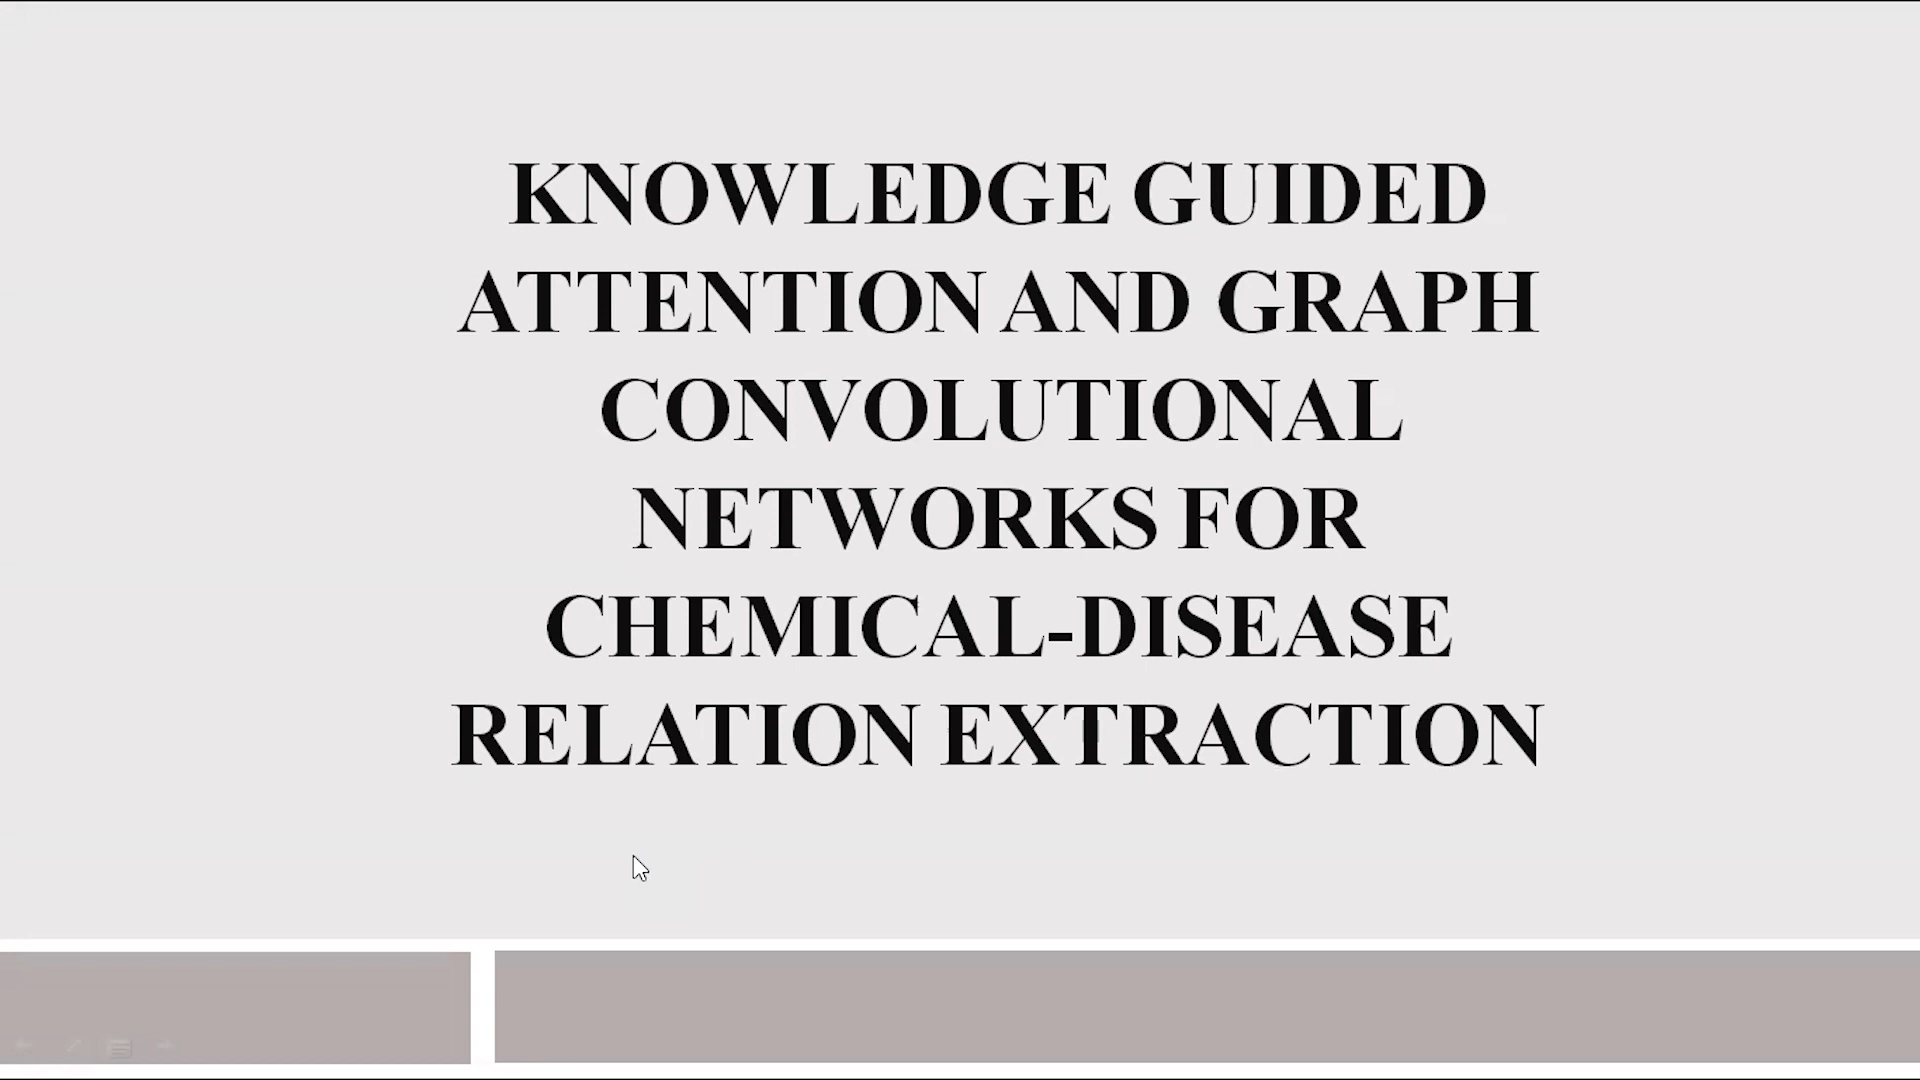 KNOWLEDGE GUIDED
ATTENTION AND GRAPH
CONVOLUTIONAL
NETWORKS FOR
CHEMICAL-DISEASE
RELATION EXTRACTION